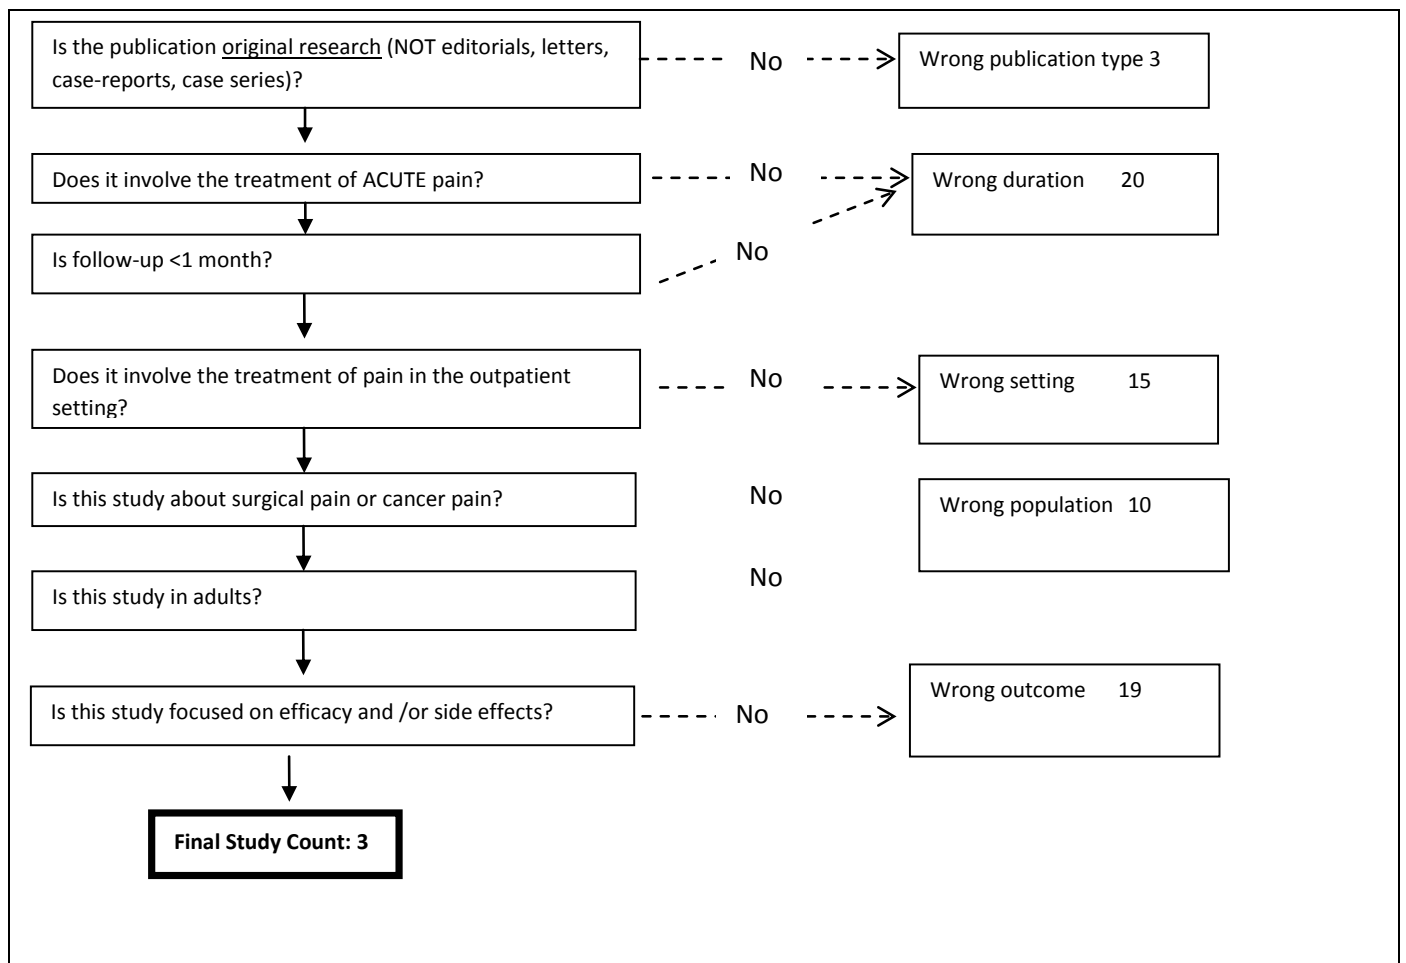 Is the publication original research (NOT editorials, letters,
case-reports, case series)?
No
Wrong publication type 3
Does it involve the treatment of ACUTE pain?
No
Wrong duration 20
Is follow-up <1 month?
No
Does it involve the treatment of pain in the outpatient
setting?
No
Wrong setting 15
Is this study about surgical pain or cancer pain?
No
Wrong population 10
Is this study in adults?
No
Is this study focused on efficacy and /or side effects?
No
Wrong outcome 19
Final Study Count: 3